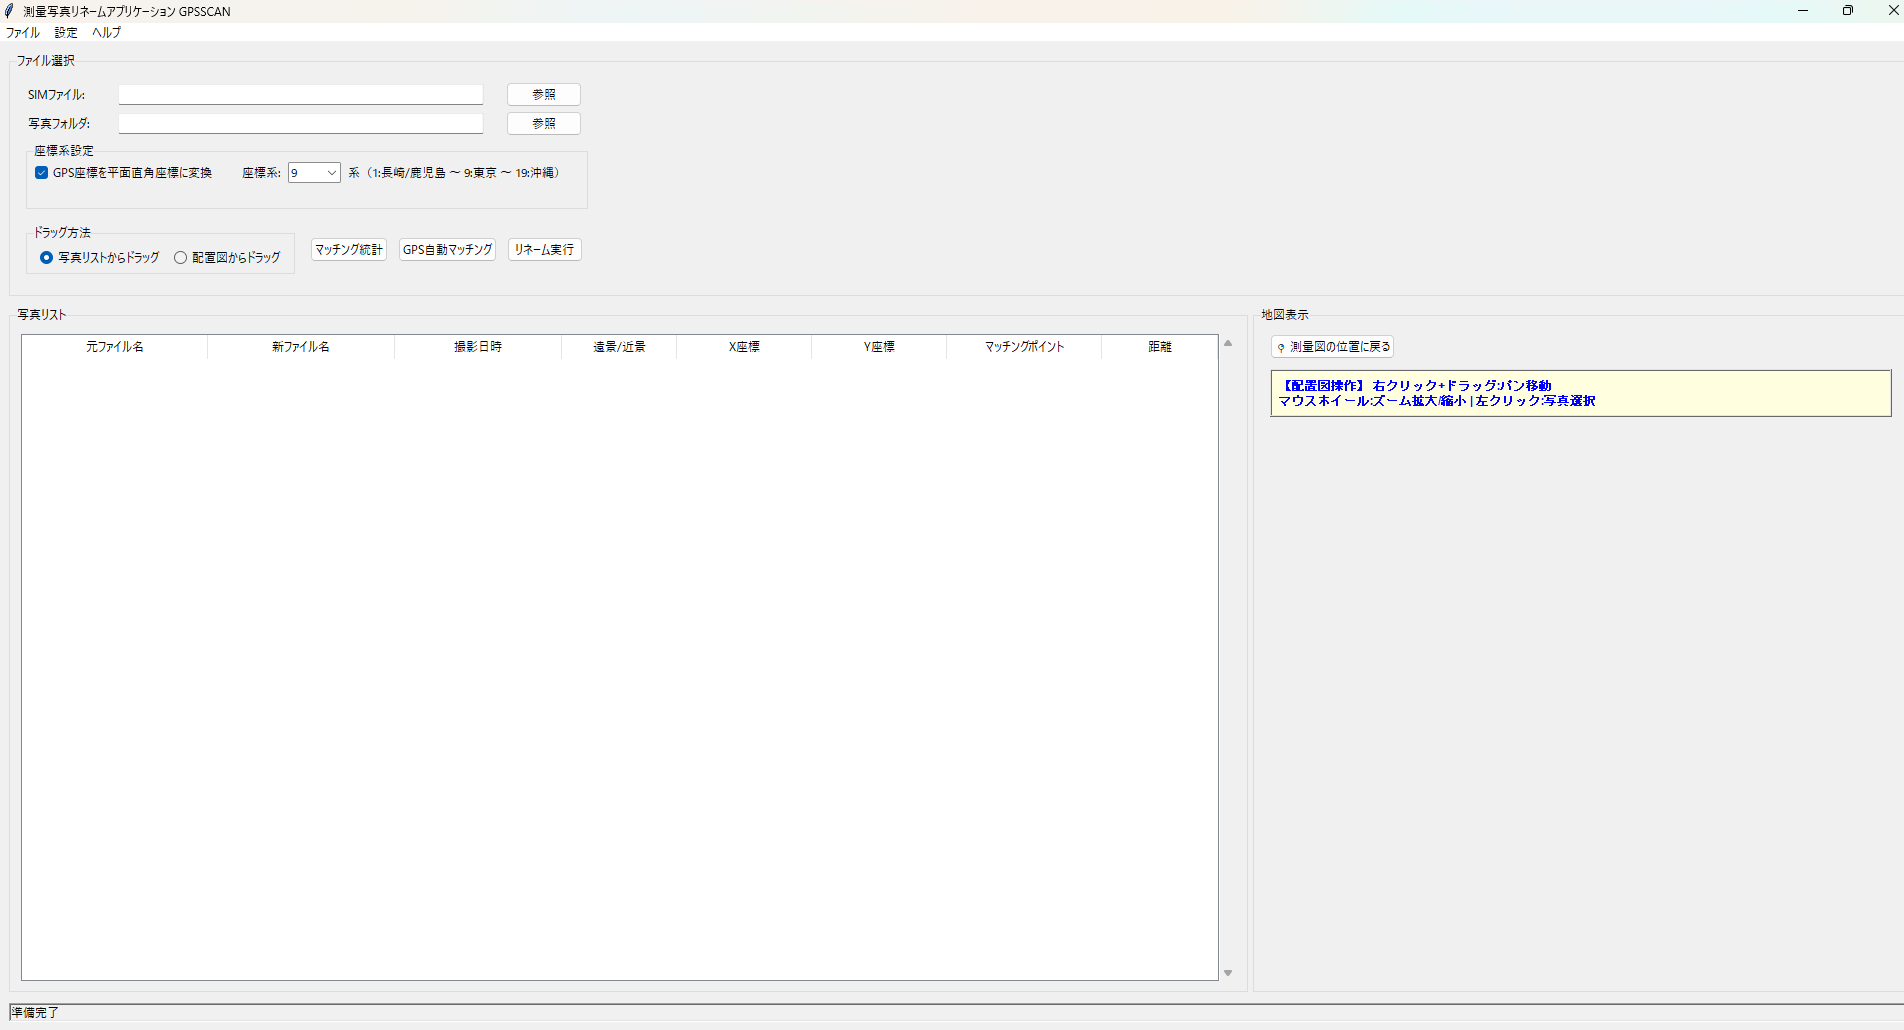 測量写真リネームアプリケーション GPSSCAN
ファイル 設定 ヘルプ
ファイル選択
SIMファイル: 参照
写真フォルダ: 参照
座標系設定
GPS座標を平面直角座標に変換 座標系: 9 系（1:長崎/鹿児島 ～ 9:東京 ～ 19:沖縄）
ドラッグ方法
写真リストからドラッグ 配置図からドラッグ マッチング統計 GPS自動マッチング リネーム実行
写真リスト
元ファイル名 新ファイル名 撮影日時 遠景/近景 X座標 Y座標 マッチングポイント 距離
地図表示
測量図の位置に戻る
【配置図操作】 右クリック+ドラッグ:パン移動
マウスホイール:ズーム拡大/縮小 | 左クリック:写真選択
準備完了